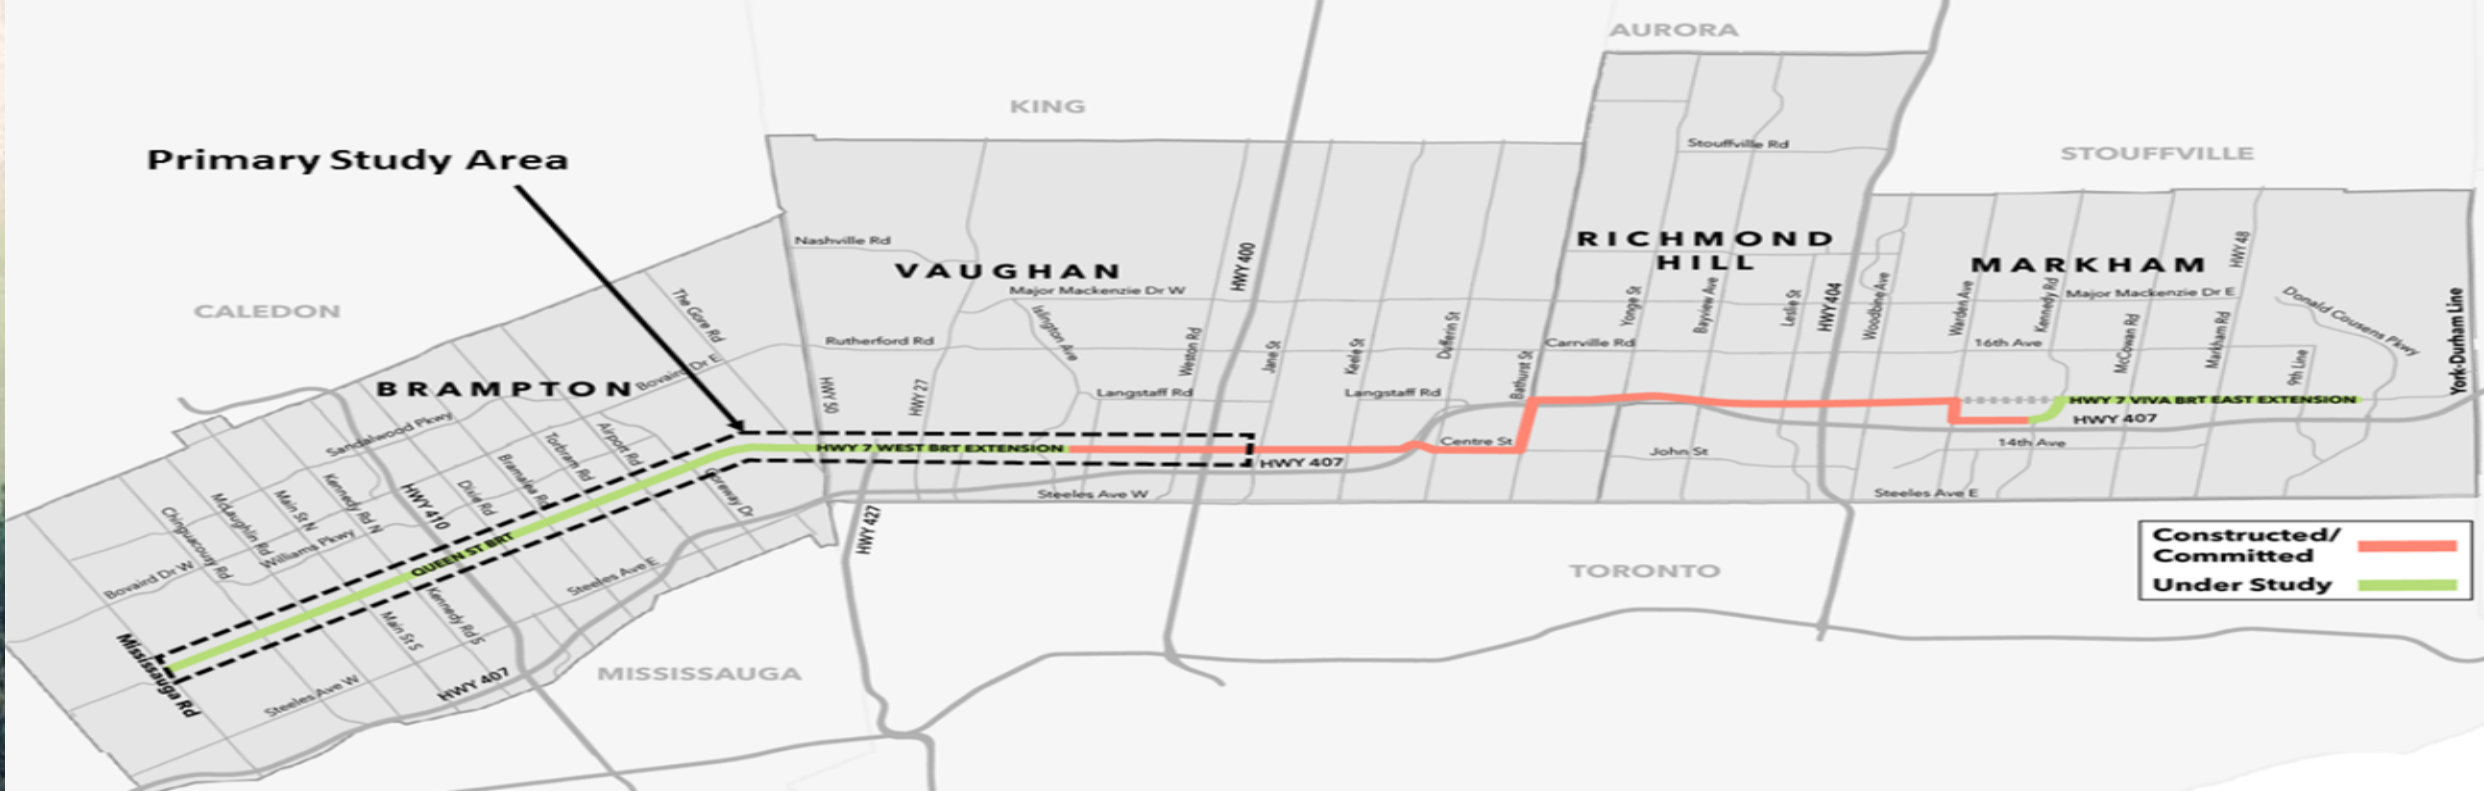 AURORA
KING
STOUFFVILLE
Primary Study Area
Stouffville Rd
CALEDON
Nashville Rd
VAUGHAN
RICHMOND
HILL
MARKHAM
HWY 48
HWY 400
Major Mackenzie Dr W
Major Mackenzie Dr E
The Gore Rd
Islington Ave
Yonge St
Bayview Ave
Leslie St
HWY 404
Woodbine Ave
Warden Ave
Kennedy Rd
Donald Cousens Pkwy
York-Durham Line
Rutherford Rd
Weston Rd
Jane St
Keele St
Dufferin St
Carrville Rd
16th Ave
McCowan Rd
Markham Rd
9th Line
BRAMPTON
Bovaird Dr E
HWY 50
HWY 27
Langstaff Rd
Langstaff Rd
Bathurst St
HWY 7 VIVA BRT EAST EXTENSION
HWY 407
Sandalwood Pkwy
Airport Rd
Torbram Rd
Bramalea Rd
Dixie Rd
HWY 410
Kennedy Rd N
Main St N
McLaughlin Rd
Chinguacousy Rd
Williams Pkwy
Goreway Dr
HWY 7 WEST BRT EXTENSION
HWY 407
Centre St
John St
14th Ave
Steeles Ave W
Steeles Ave E
HWY 427
QUEEN ST BRT
Bovaird Dr W
Steeles Ave E
Kennedy Rd S
Main St S
Mississauga Rd
Steeles Ave W
HWY 407
MISSISSAUGA
TORONTO
Constructed/
Committed
Under Study